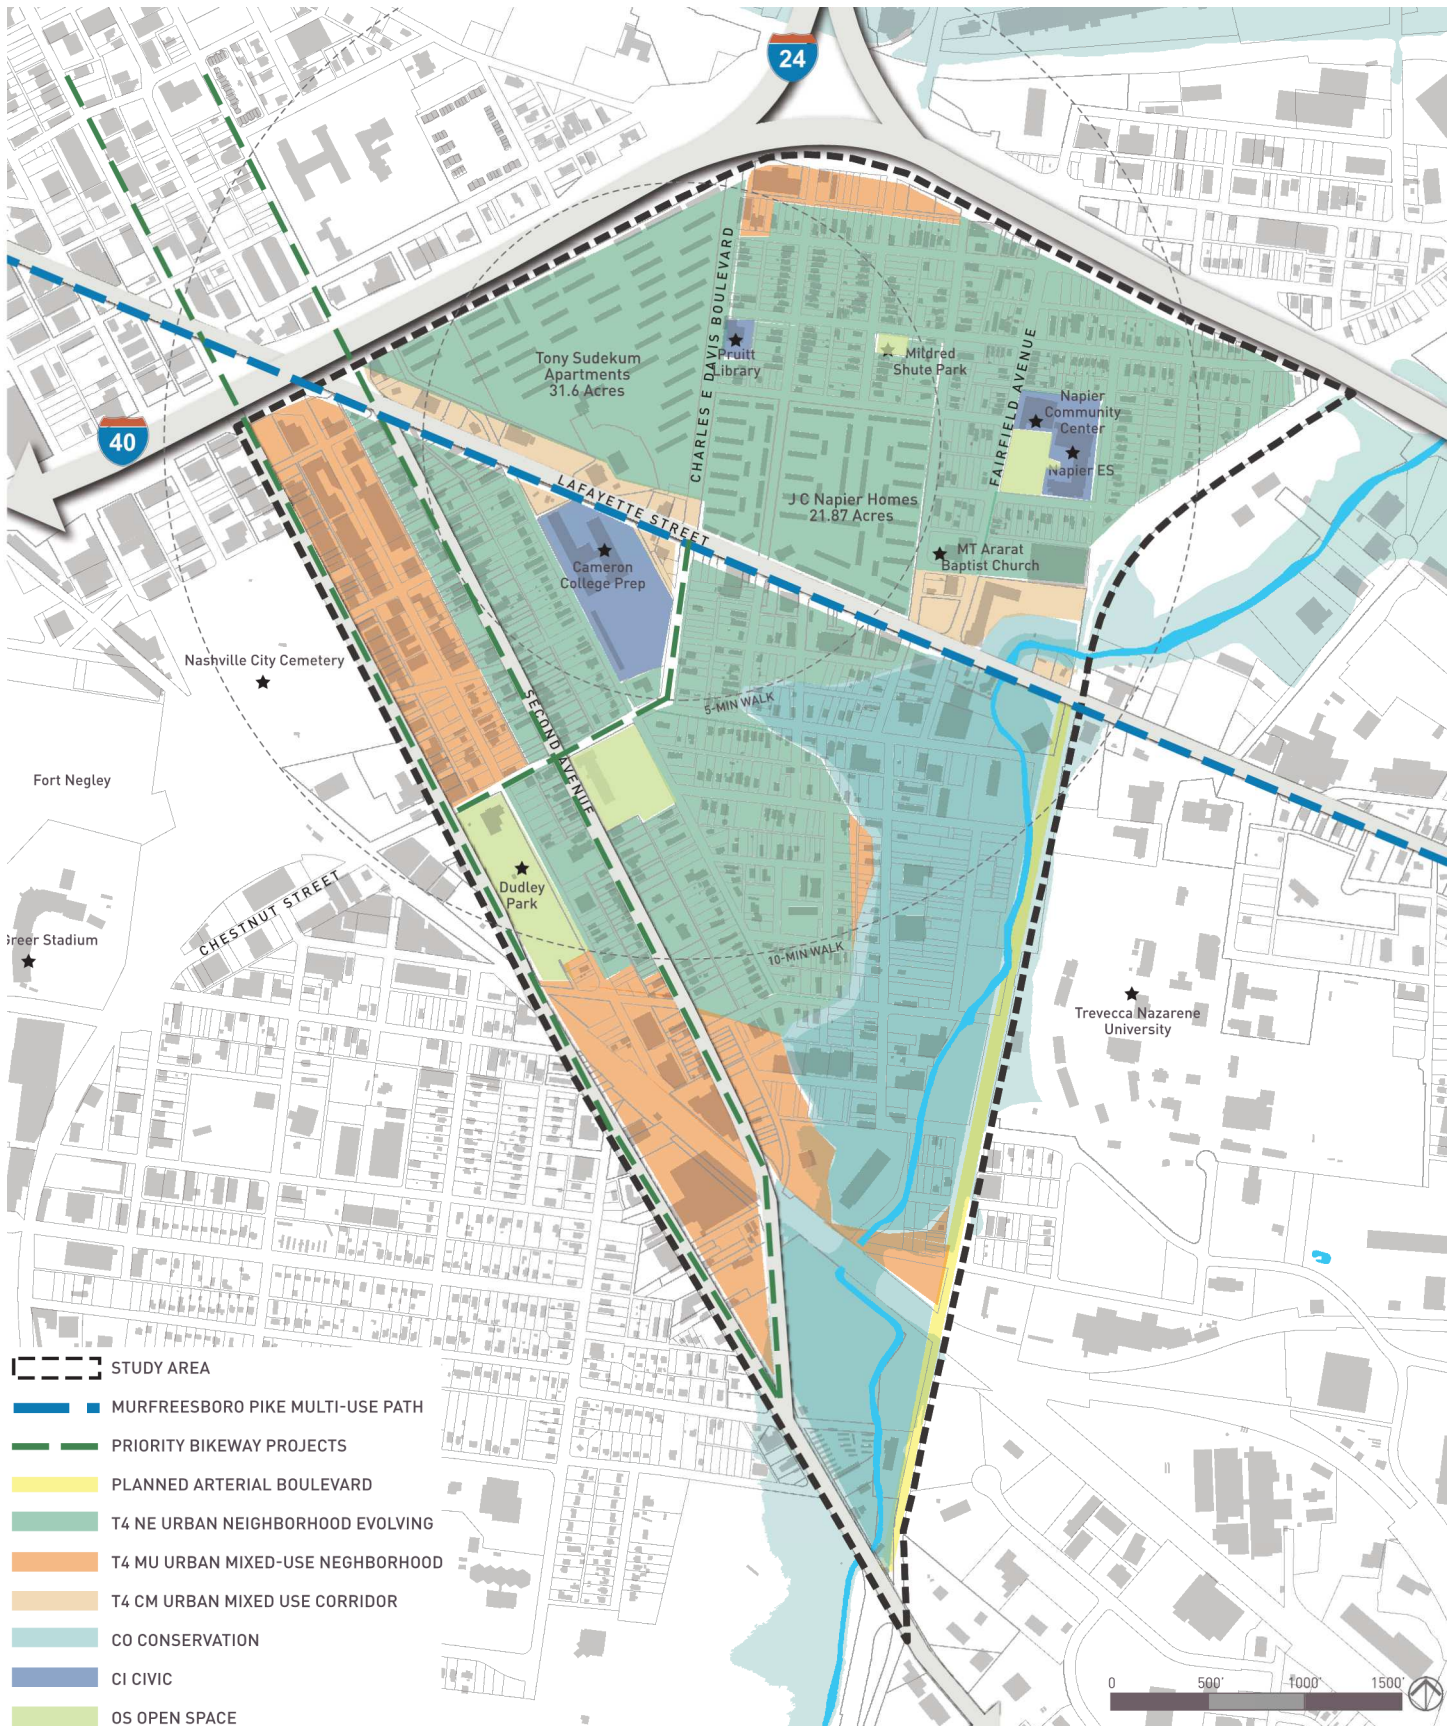 24
40
CHARLES E DAVIS BOULEVARD
Tony Sudekum
Apartments
31.6 Acres
Pruitt
Library
Mildred
Shute Park
FAIRFIELD AVENUE
Napier
Community
Center
Napier ES
LAFAYETTE STREET
J C Napier Homes
21.87 Acres
MT Ararat
Baptist Church
Cameron
College Prep
Nashville City Cemetery
SECOND AVENUE
5-MIN WALK
Fort Negley
Dudley
Park
CHESTNUT STREET
Greer Stadium
10-MIN WALK
Trevecca Nazarene
University
STUDY AREA
MURFREESBORO PIKE MULTI-USE PATH
PRIORITY BIKEWAY PROJECTS
PLANNED ARTERIAL BOULEVARD
T4 NE URBAN NEIGHBORHOOD EVOLVING
T4 MU URBAN MIXED-USE NEGHBORHOOD
T4 CM URBAN MIXED USE CORRIDOR
CO CONSERVATION
CI CIVIC
OS OPEN SPACE
0 500' 1000' 1500'